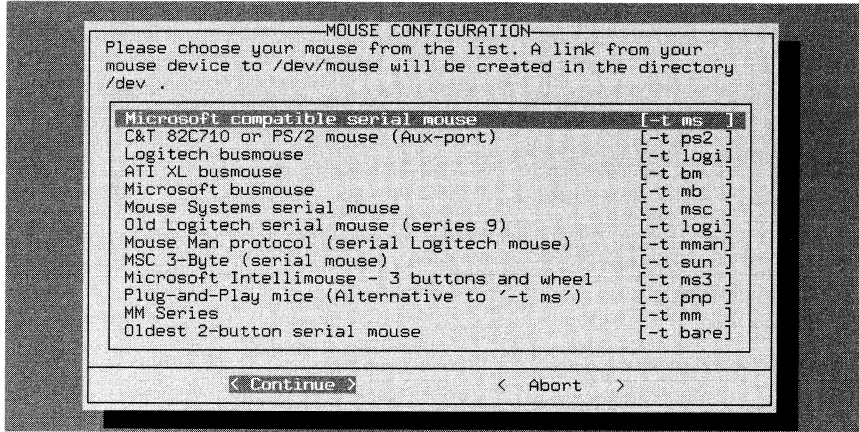 MOUSE CONFIGURATION
Please choose your mouse from the list. A link from your
mouse device to /dev/mouse will be created in the directory
/dev .
Microsoft compatible serial mouse [-t ms ]
C&T 82C710 or PS/2 mouse (Aux-port) [-t ps2 ]
Logitech busmouse [-t logi]
ATI XL busmouse [-t bm ]
Microsoft busmouse [-t mb ]
Mouse Systems serial mouse [-t msc ]
Old Logitech serial mouse (series 9) [-t logi]
Mouse Man protocol (serial Logitech mouse) [-t mman]
MSC 3-Byte (serial mouse) [-t sun ]
Microsoft Intellimouse - 3 buttons and wheel [-t ms3 ]
Plug-and-Play mice (Alternative to '-t ms') [-t pnp ]
MM Series [-t mm ]
Oldest 2-button serial mouse [-t bare]
< Continue > < Abort >